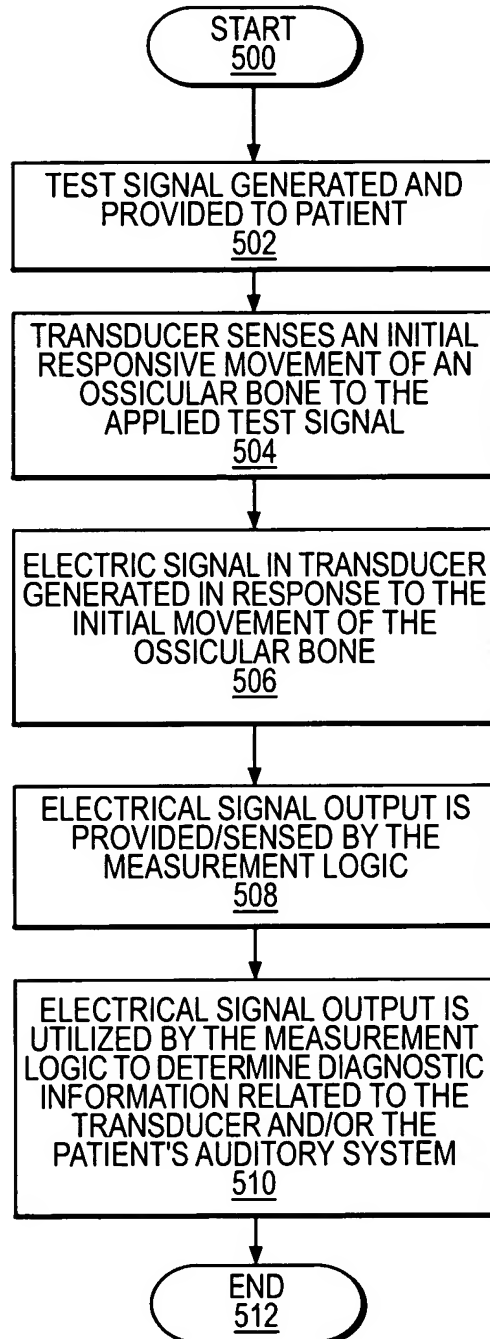 START
500
TEST SIGNAL GENERATED AND
PROVIDED TO PATIENT
502
TRANSDUCER SENSES AN INITIAL
RESPONSIVE MOVEMENT OF AN
OSSICULAR BONE TO THE
APPLIED TEST SIGNAL
504
ELECTRIC SIGNAL IN TRANSDUCER
GENERATED IN RESPONSE TO THE
INITIAL MOVEMENT OF THE
OSSICULAR BONE
506
ELECTRICAL SIGNAL OUTPUT IS
PROVIDED/SENSED BY THE
MEASUREMENT LOGIC
508
ELECTRICAL SIGNAL OUTPUT IS
UTILIZED BY THE MEASUREMENT
LOGIC TO DETERMINE DIAGNOSTIC
INFORMATION RELATED TO THE
TRANSDUCER AND/OR THE
PATIENT'S AUDITORY SYSTEM
510
END
512